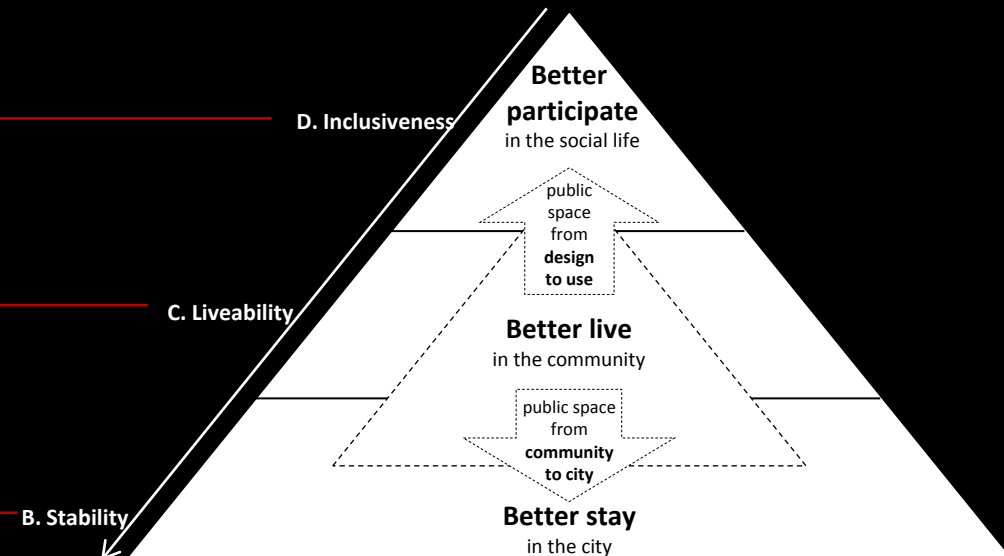 Better
participate
in the social life
D. Inclusiveness
public
space
from
design
to use
C. Liveability
Better live
in the community
public space
from
community
to city
B. Stability
Better stay
in the city